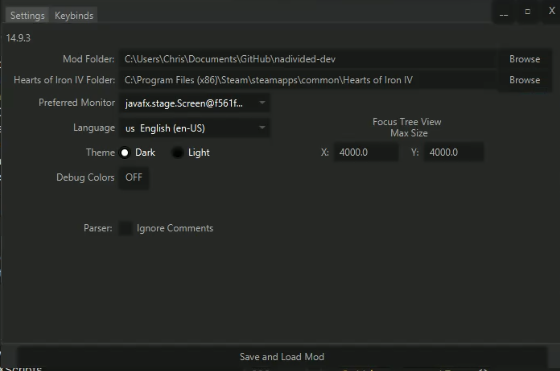 Settings Keybinds
14.9.3
Mod Folder: C:\Users\Chris\Documents\GitHub\nadivided-dev Browse
Hearts of Iron IV Folder: C:\Program Files (x86)\Steam\steamapps\common\Hearts of Iron IV Browse
Preferred Monitor javafx.stage.Screen@f561f...
Language us English (en-US)
Focus Tree View
Max Size
Theme Dark Light X: 4000.0 Y: 4000.0
Debug Colors OFF
Parser: Ignore Comments
Save and Load Mod